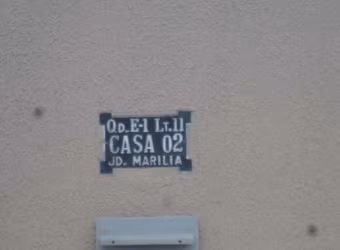 QD. E-1 LT. 11
CASA 02
JD. MARILIA